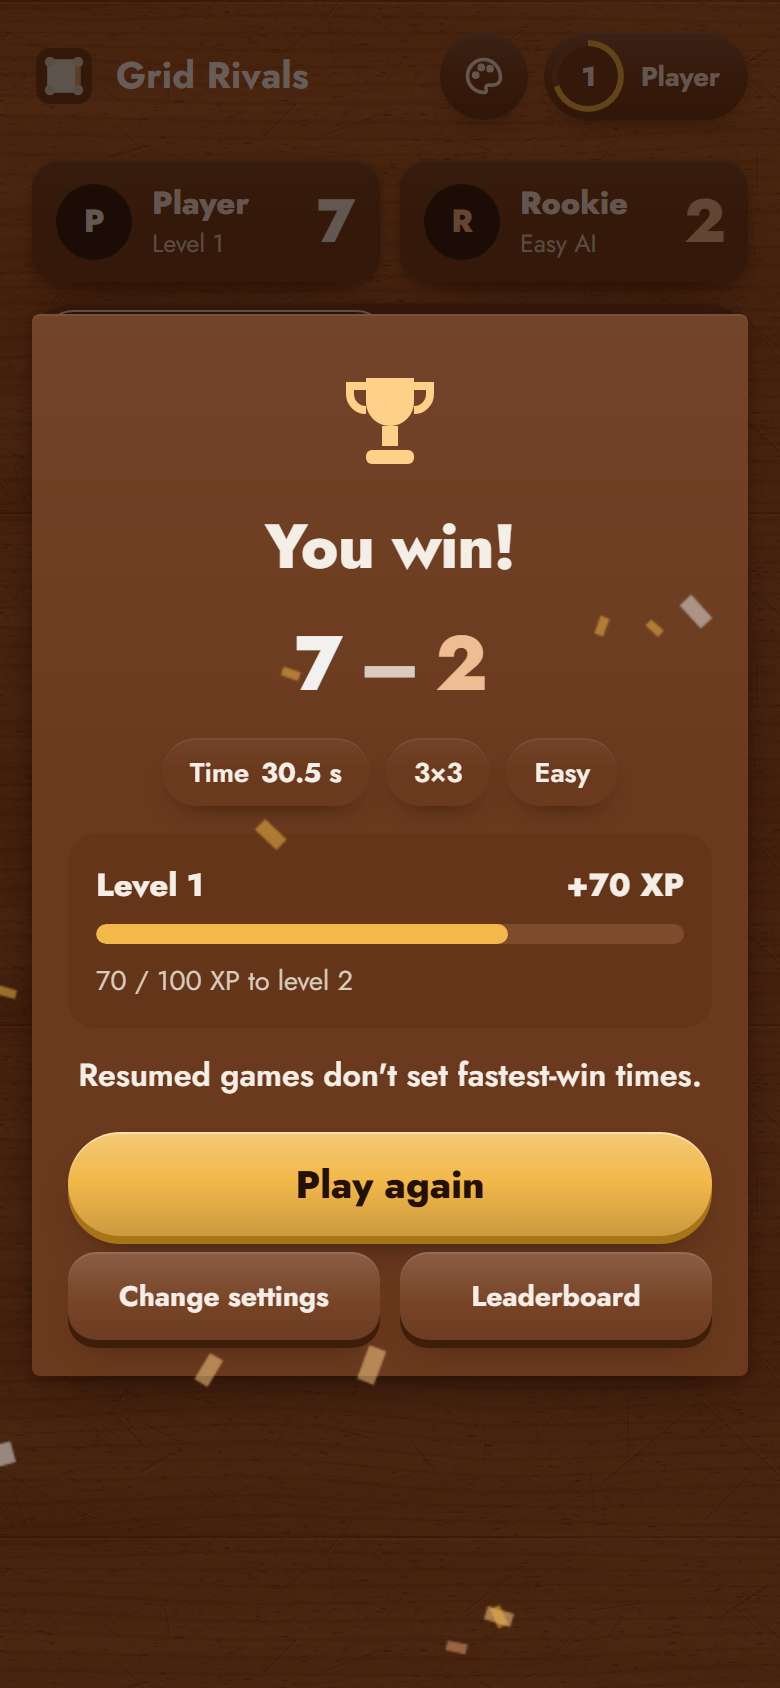 Grid Rivals
1 Player
P Player 7
Level 1
R Rookie 2
Easy AI
You win!
7 – 2
Time 30.5 s
3×3
Easy
Level 1 +70 XP
70 / 100 XP to level 2
Resumed games don't set fastest-win times.
Play again
Change settings
Leaderboard